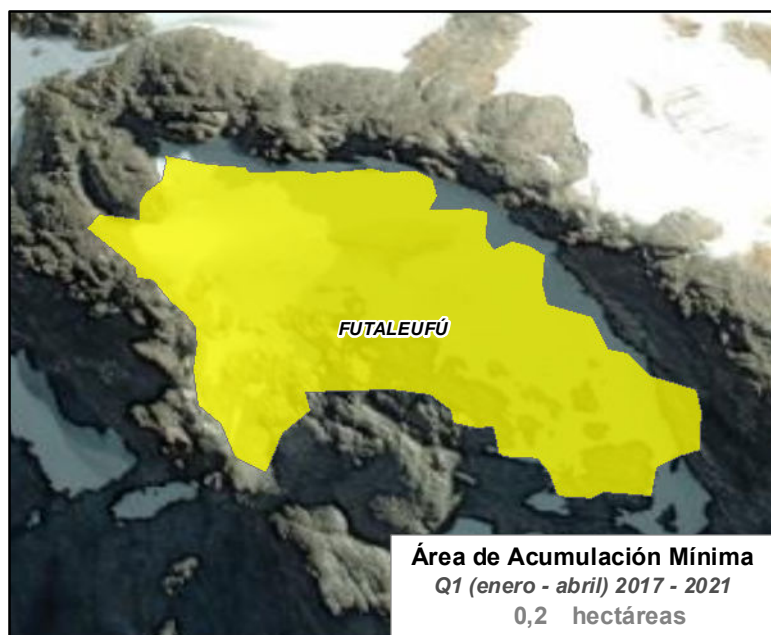 FUTALEUFÚ
Área de Acumulación Mínima
Q1 (enero - abril) 2017 - 2021
0,2 hectáreas